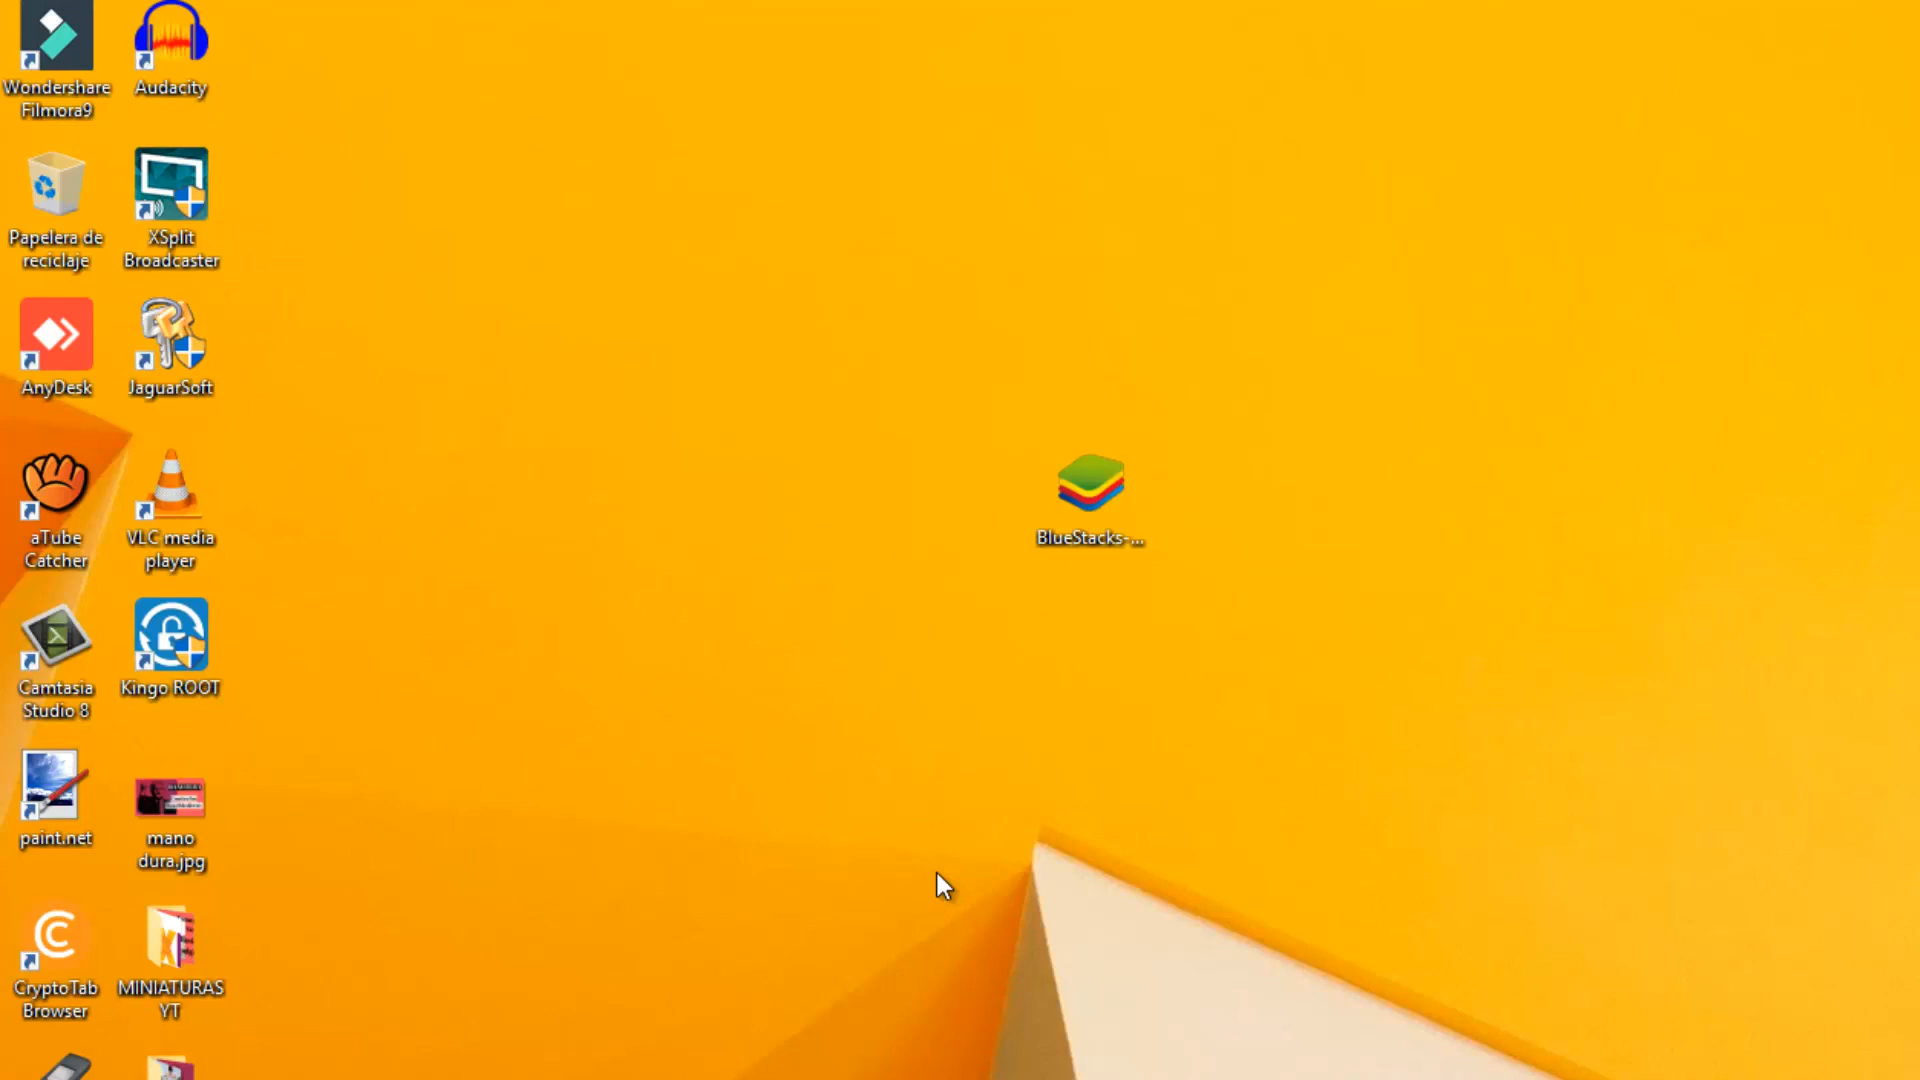 Wondershare
Filmora9
Audacity
Papelera de
reciclaje
XSplit
Broadcaster
AnyDesk
JaguarSoft
aTube
Catcher
VLC media
player
BlueStacks-...
Camtasia
Studio 8
Kingo ROOT
paint.net
mano
dura.jpg
CryptoTab
Browser
MINIATURAS
YT